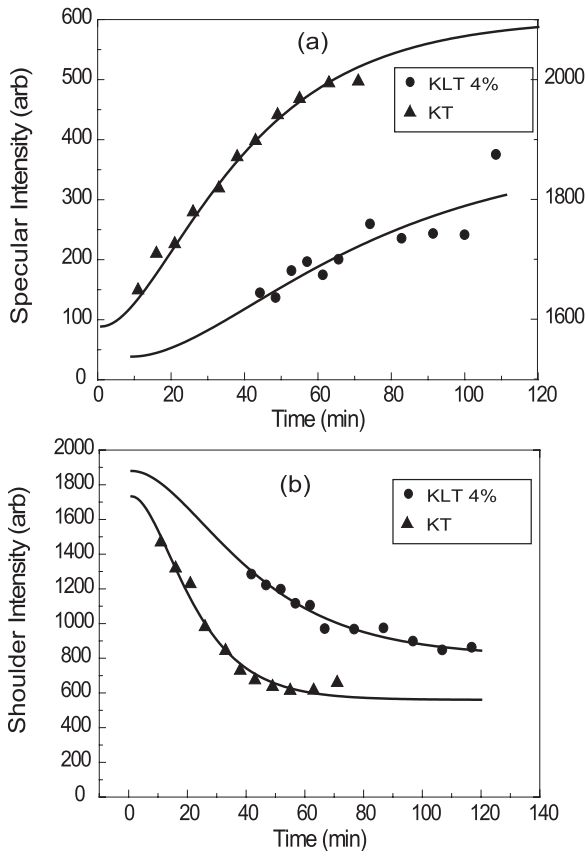 (a)
Specular Intensity (arb)
600
500
400
300
200
100
0
2000
1800
1600
KLT 4%
KT
0 20 40 60 80 100 120
Time (min)
(b)
Shoulder Intensity (arb)
2000
1800
1600
1400
1200
1000
800
600
400
200
0
KLT 4%
KT
0 20 40 60 80 100 120 140
Time (min)